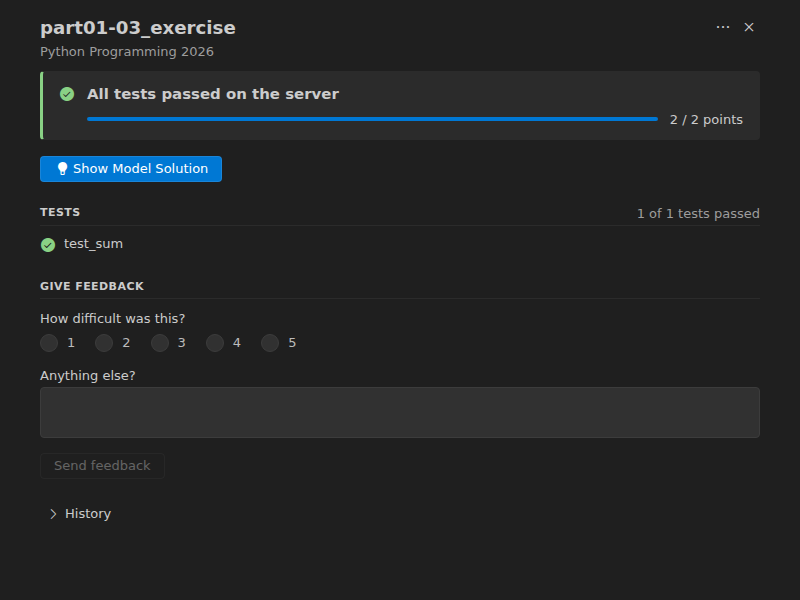 part01-03_exercise
Python Programming 2026
All tests passed on the server
2 / 2 points
Show Model Solution
TESTS
1 of 1 tests passed
test_sum
GIVE FEEDBACK
How difficult was this?
1 2 3 4 5
Anything else?
Send feedback
History